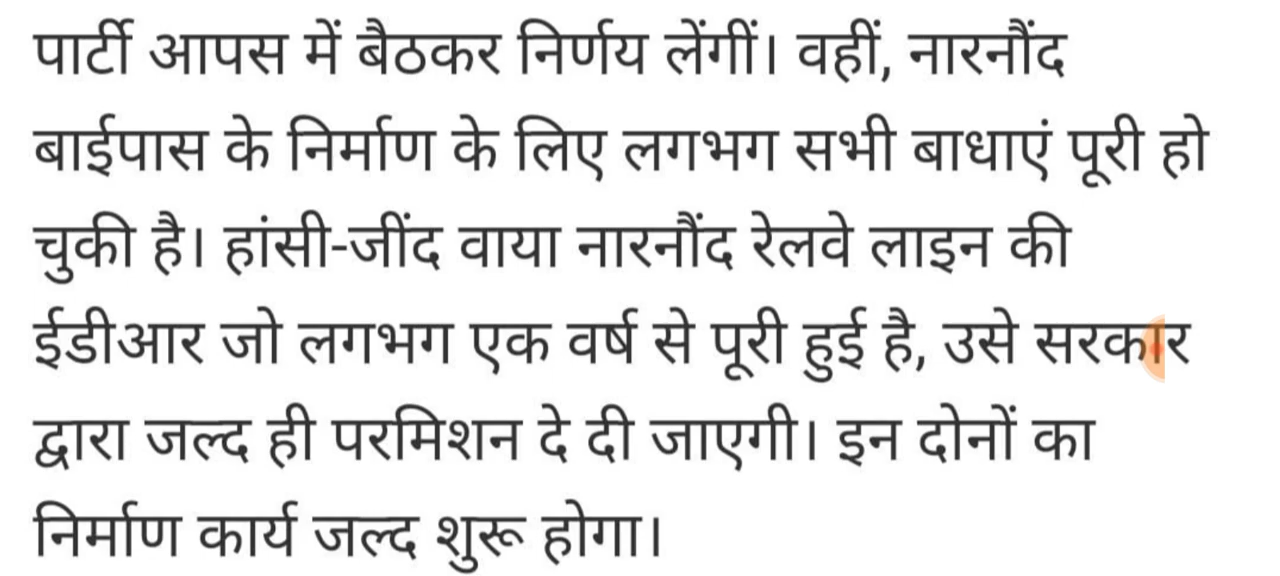 पार्टी आपस में बैठकर निर्णय लेंगीं। वहीं, नारनौंद
बाईपास के निर्माण के लिए लगभग सभी बाधाएं पूरी हो
चुकी है। हांसी-जींद वाया नारनौंद रेलवे लाइन की
ईडीआर जो लगभग एक वर्ष से पूरी हुई है, उसे सरकार
द्वारा जल्द ही परमिशन दे दी जाएगी। इन दोनों का
निर्माण कार्य जल्द शुरू होगा।